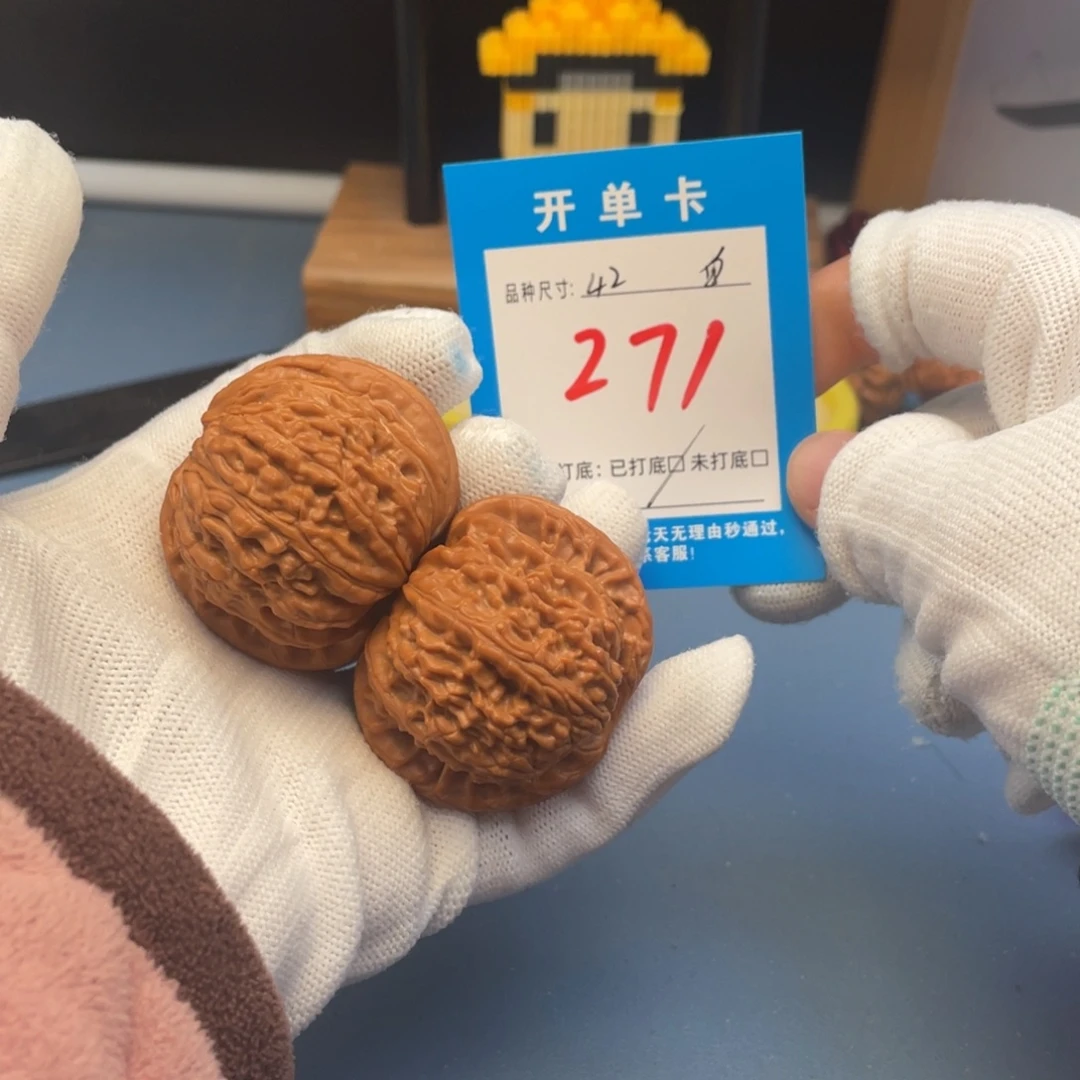 开单卡
品种尺寸: 42
271
打底: 已打底□ 未打底□
天无理由秒通过,
系客服!